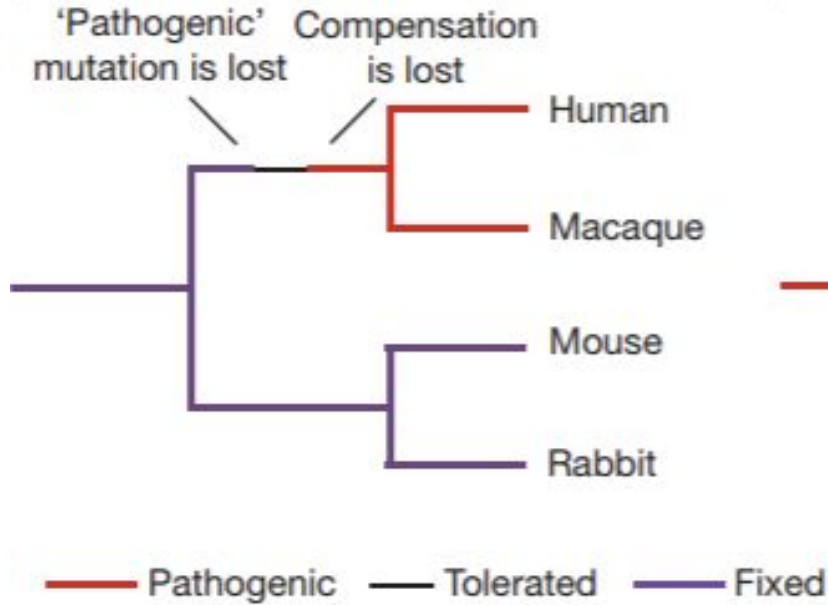 ‘Pathogenic’
mutation is lost
Compensation
is lost
Human
Macaque
Mouse
Rabbit
Pathogenic Tolerated Fixed